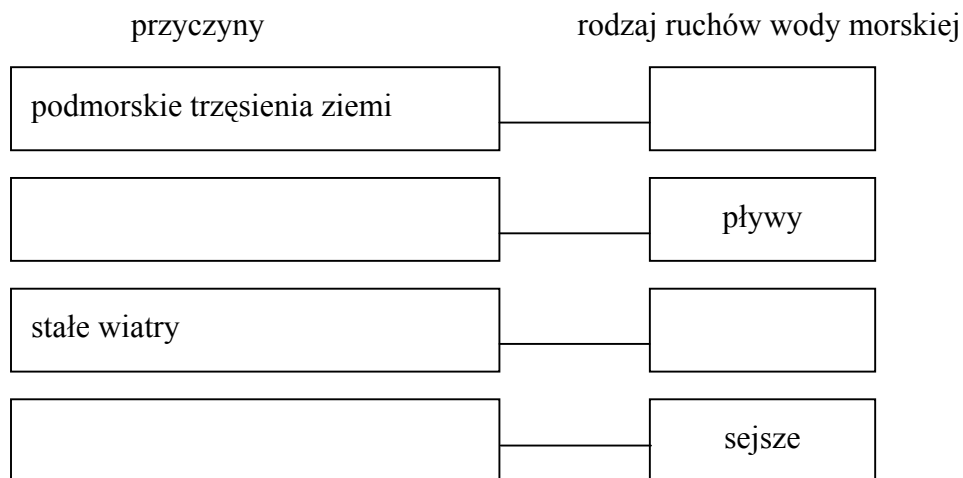 przyczyny rodzaj ruchów wody morskiej
podmorskie trzęsienia ziemi
pływy
stałe wiatry
sejsze